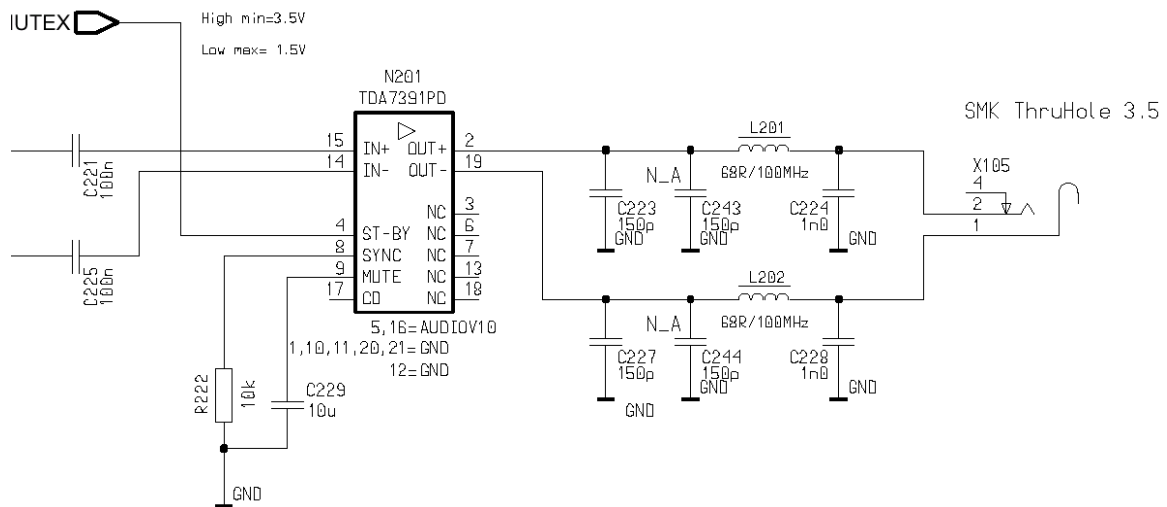 IUTEX
High min=3.5V
Low max= 1.5V
N201
TDA7391PD
SMK ThruHole 3.5
15 IN+ OUT+ 2
14 IN- OUT- 19
NC 3
4 ST-BY NC 6
8 SYNC NC 7
9 MUTE NC 13
17 CD NC 18
5,16=AUDIOV10
1,10,11,20,21=GND
12=GND
C221
100n
C225
100n
R222
10k
C229
10u
GND
L201
68R/100MHz
N_A
C223
150p
GND
C243
150p
GND
C224
1n0
GND
X105
4
2
1
L202
68R/100MHz
N_A
C227
150p
GND
C244
150p
GND
C228
1n0
GND